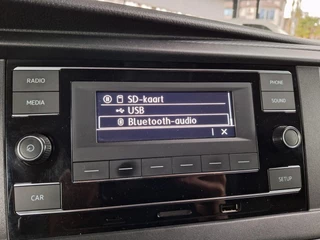 RADIO
MEDIA
CAR
SD-kaart
USB
Bluetooth-audio
PHONE
SOUND
SETUP